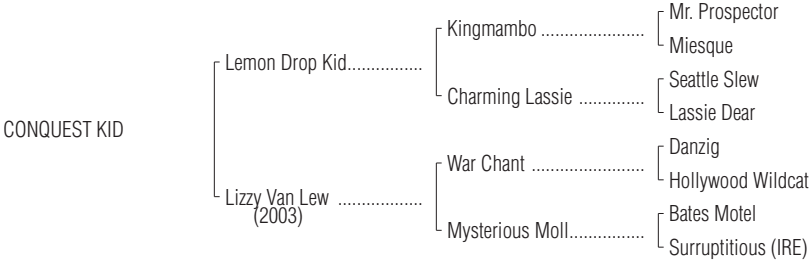 Mr. Prospector
Kingmambo ......................
Miesque
Lemon Drop Kid................
Seattle Slew
Charming Lassie ..............
Lassie Dear
CONQUEST KID
Danzig
War Chant ........................
Hollywood Wildcat
Lizzy Van Lew ..................
(2003)
Bates Motel
Mysterious Moll................
Surruptitious (IRE)